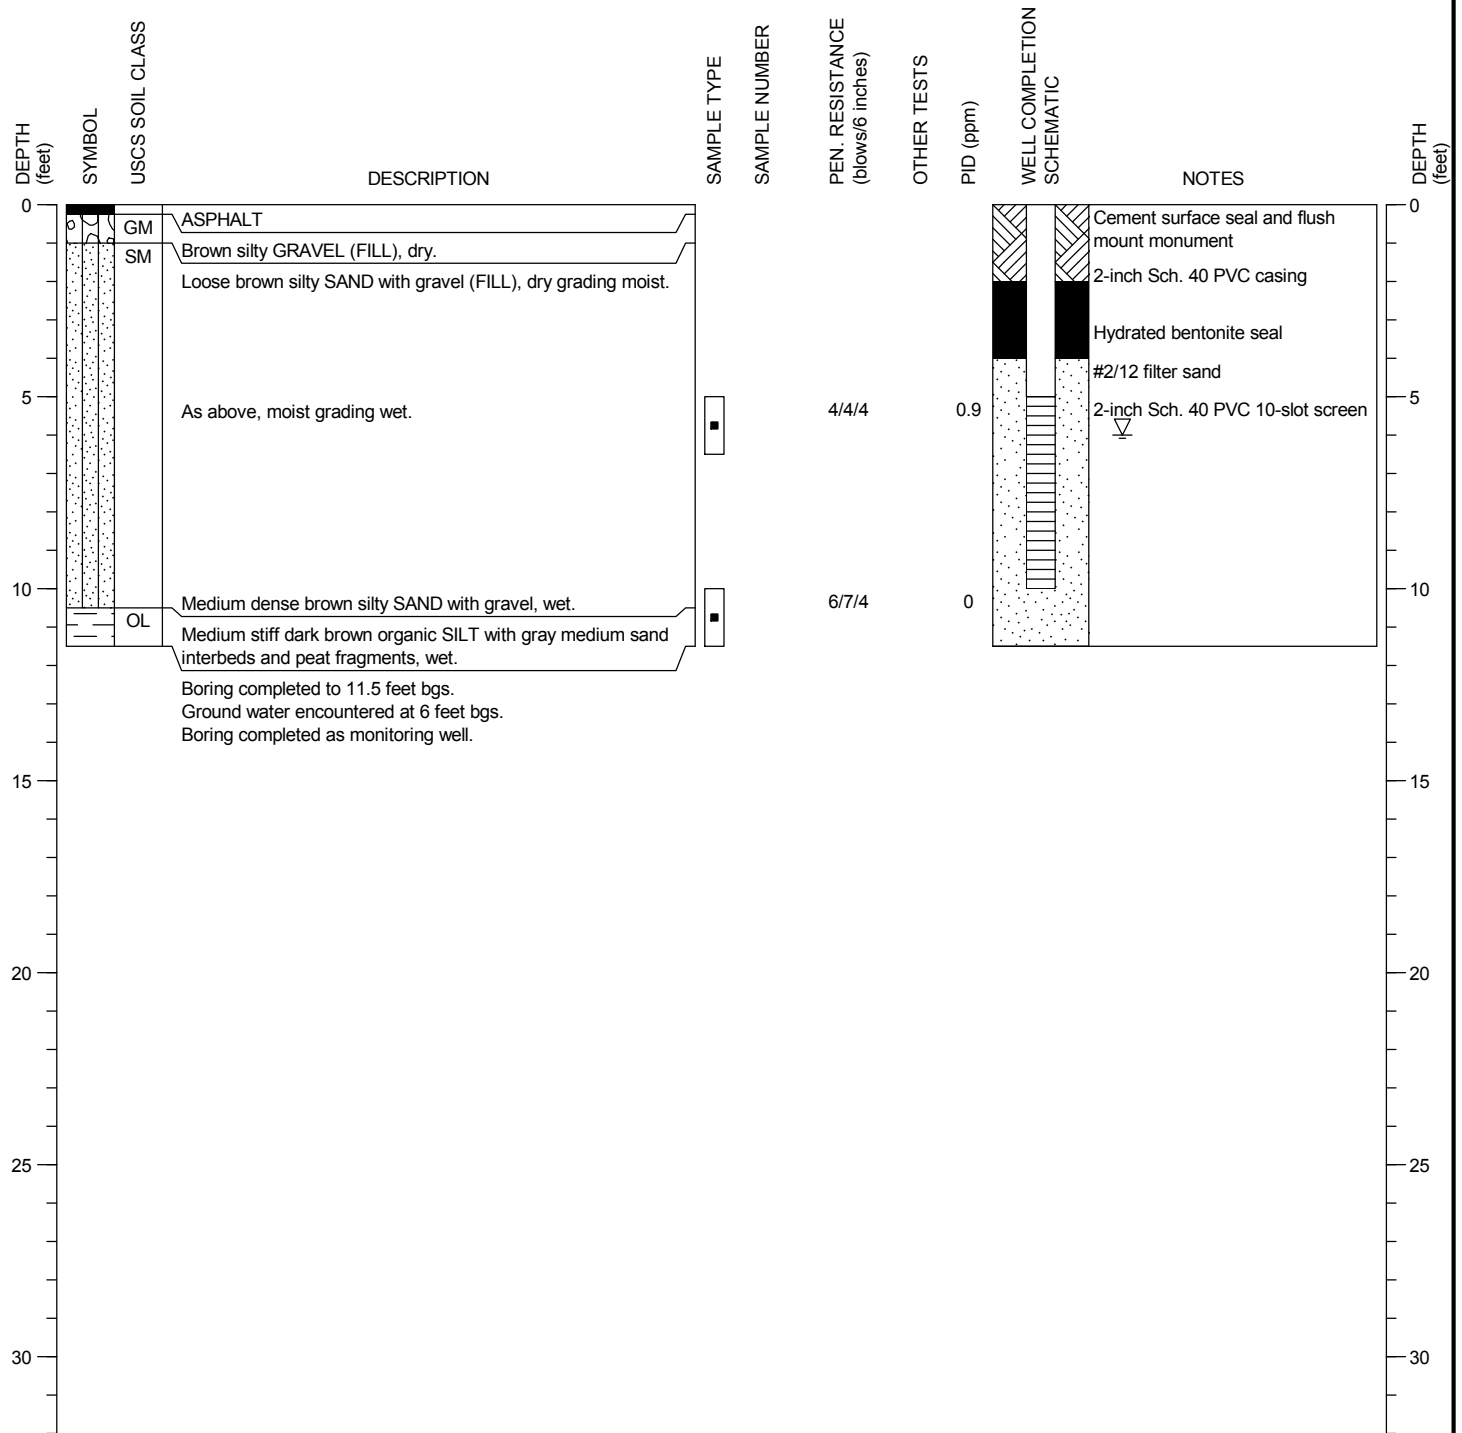 DEPTH
(feet)
SYMBOL
USCS SOIL CLASS
DESCRIPTION
SAMPLE TYPE
SAMPLE NUMBER
PEN. RESISTANCE
(blows/6 inches)
OTHER TESTS
PID (ppm)
WELL COMPLETION
SCHEMATIC
NOTES
DEPTH
(feet)
0
ASPHALT
GM
Brown silty GRAVEL (FILL), dry.
SM
Loose brown silty SAND with gravel (FILL), dry grading moist.
Cement surface seal and flush
mount monument
2-inch Sch. 40 PVC casing
Hydrated bentonite seal
#2/12 filter sand
0
5
As above, moist grading wet.
4/4/4
0.9
2-inch Sch. 40 PVC 10-slot screen
5
10
Medium dense brown silty SAND with gravel, wet.
6/7/4
0
10
OL
Medium stiff dark brown organic SILT with gray medium sand
interbeds and peat fragments, wet.
Boring completed to 11.5 feet bgs.
Ground water encountered at 6 feet bgs.
Boring completed as monitoring well.
15
15
20
20
25
25
30
30